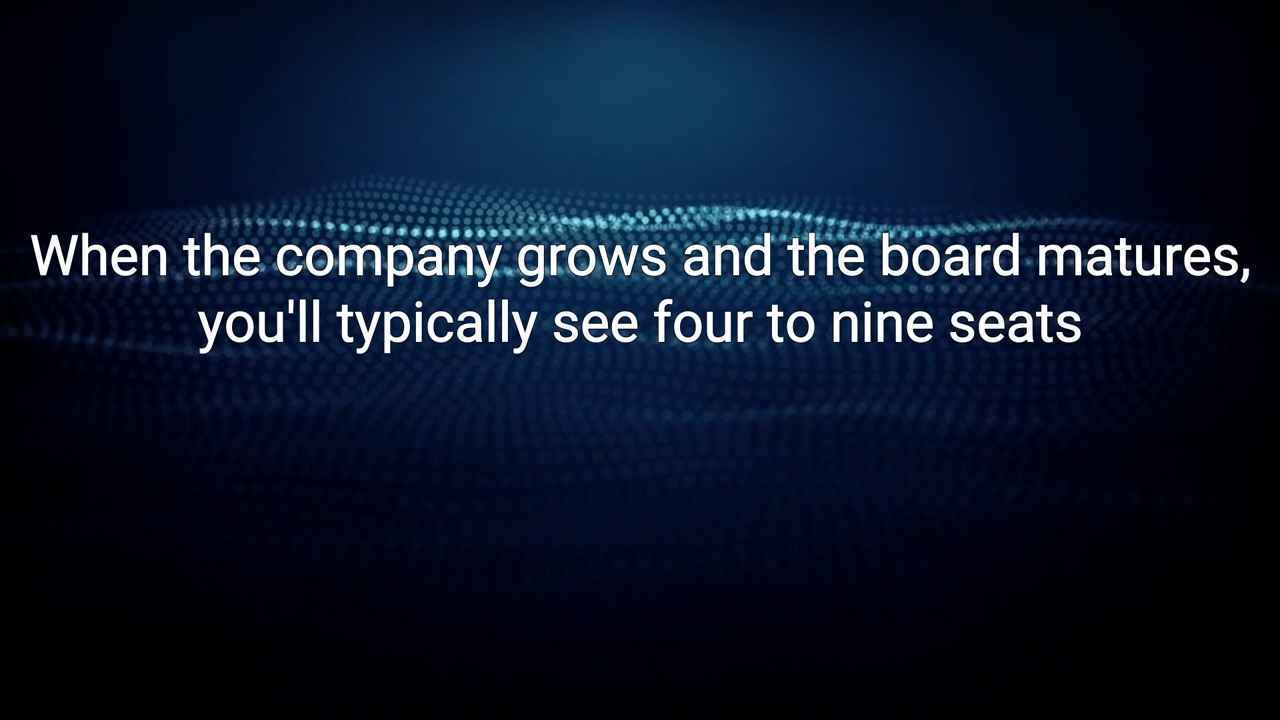 When the company grows and the board matures,
you'll typically see four to nine seats